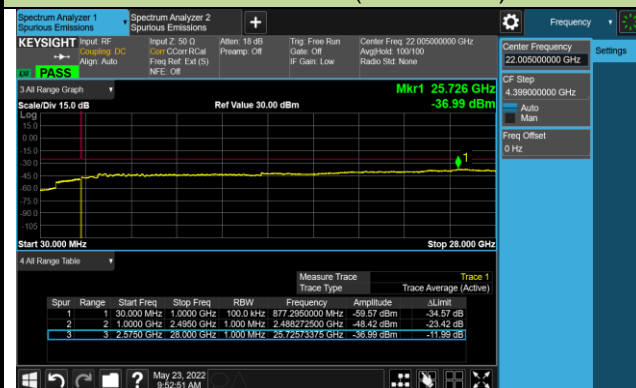 Spectrum Analyzer 1
Spurious Emissions
Spectrum Analyzer 2
Spurious Emissions
Frequency
KEYSIGHT
Input: RF
Coupling: DC
Align: Auto
Input Z: 50 Ω
Corr CCorr RCal
Freq Ref: Ext (S)
NFE: Off
Atten: 18 dB
Preamp: Off
Trig: Free Run
Gate: Off
IF Gain: Low
Center Freq: 22.005000000 GHz
Avg|Hold: 100/100
Radio Std: None
PASS
Center Frequency
22.005000000 GHz
Settings
CF Step
4.399000000 GHz
Auto
Man
Freq Offset
0 Hz
3 All Range Graph
Mkr1 25.726 GHz
Scale/Div 15.0 dB
Ref Value 30.00 dBm
-36.99 dBm
Log
15.0
0.00
-15.0
-30.0
-45.0
-60.0
-75.0
-90.0
-105
1
Start 30.000 MHz
Stop 28.000 GHz
4 All Range Table
Measure Trace Trace 1
Trace Type Trace Average (Active)
Spur Range Start Freq Stop Freq RBW Frequency Amplitude ΔLimit
1 1 30.000 MHz 1.0000 GHz 100.0 kHz 877.2950000 MHz -59.57 dBm -34.57 dB
2 2 1.0000 GHz 2.4950 GHz 1.000 MHz 2.488272500 GHz -48.42 dBm -23.42 dB
3 3 2.5750 GHz 28.000 GHz 1.000 MHz 25.72573375 GHz -36.99 dBm -11.99 dB
May 23, 2022
9:52:51 AM